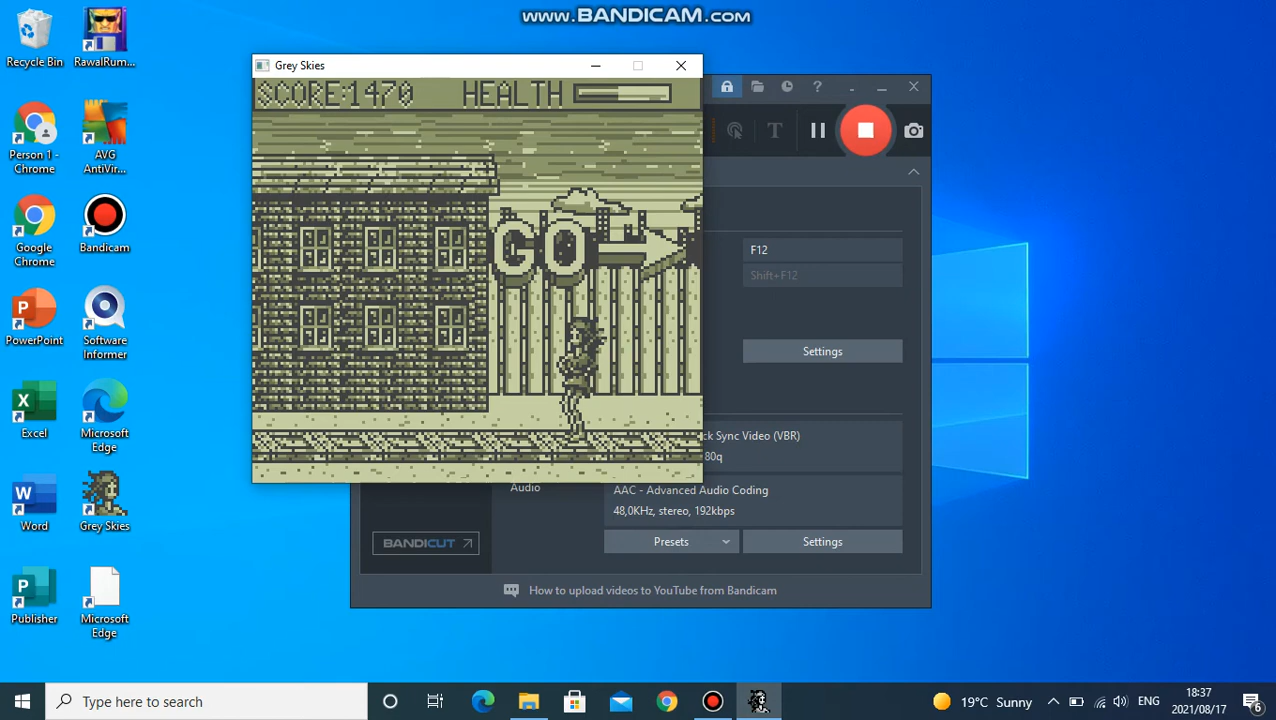 www.BANDICAM.com
Recycle Bin
RawalRum...
Person 1 -
Chrome
AVG
AntiVir...
Google
Chrome
Bandicam
PowerPoint
Software
Informer
Excel
Microsoft
Edge
Word
Grey Skies
Publisher
Microsoft
Edge
Grey Skies
SCORE:1470 HEALTH
GO
T
?
F12
Shift+F12
Settings
ck Sync Video (VBR)
80q
Audio
AAC - Advanced Audio Coding
48,0KHz, stereo, 192kbps
BANDICUT
Presets
Settings
How to upload videos to YouTube from Bandicam
Type here to search
19°C Sunny
ENG
18:37
2021/08/17
6